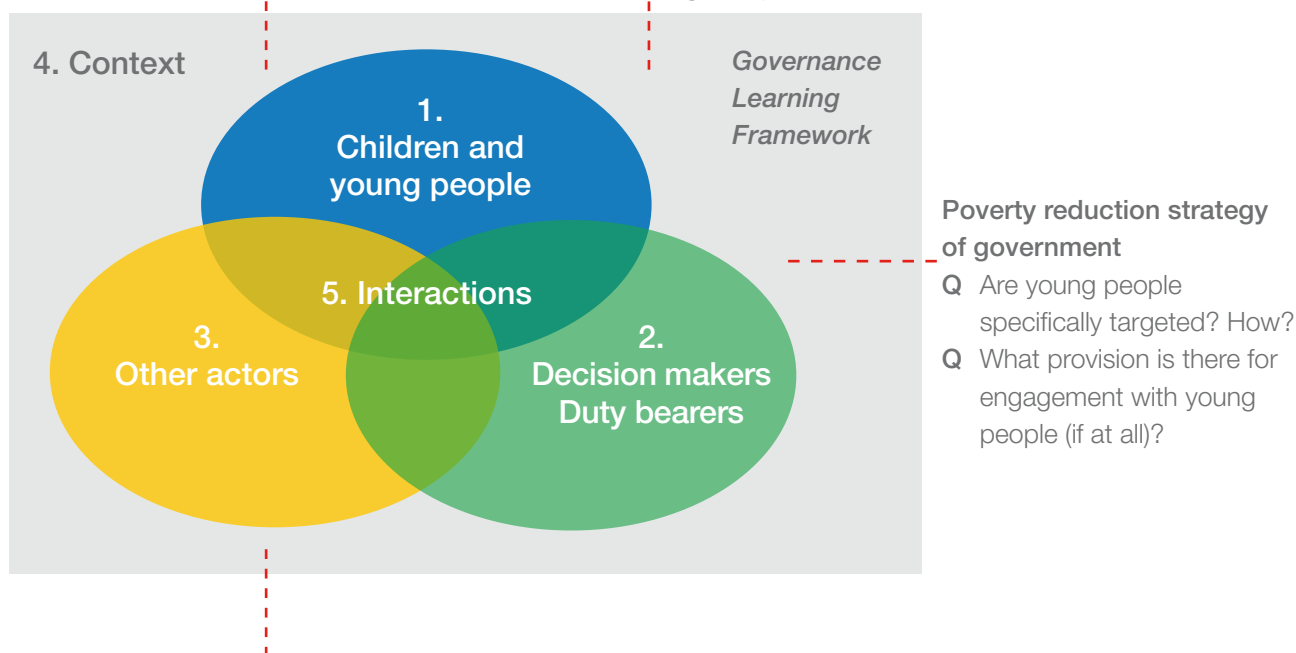 4. Context
Governance
Learning
Framework
1.
Children and
young people
5. Interactions
3.
Other actors
2.
Decision makers
Duty bearers
Poverty reduction strategy
of government
Q Are young people
specifically targeted? How?
Q What provision is there for
engagement with young
people (if at all)?